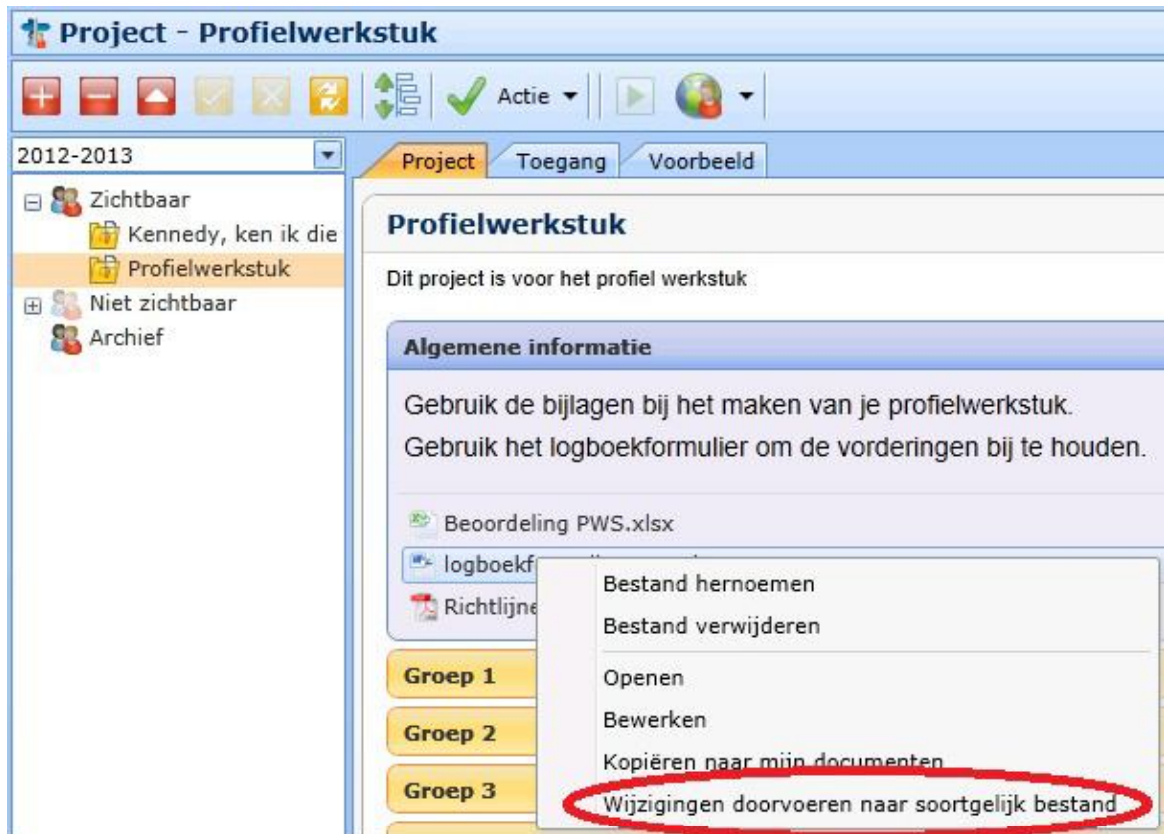 Project - Profielwerkstuk
Actie
2012-2013
Project Toegang Voorbeeld
Zichtbaar
Kennedy, ken ik die
Profielwerkstuk
Niet zichtbaar
Archief
Profielwerkstuk
Dit project is voor het profiel werkstuk
Algemene informatie
Gebruik de bijlagen bij het maken van je profielwerkstuk.
Gebruik het logboekformulier om de vorderingen bij te houden.
Beoordeling PWS.xlsx
logboekf
Richtlijne
Groep 1
Groep 2
Groep 3
Bestand hernoemen
Bestand verwijderen
Openen
Bewerken
Kopiëren naar mijn documenten
Wijzigingen doorvoeren naar soortgelijk bestand